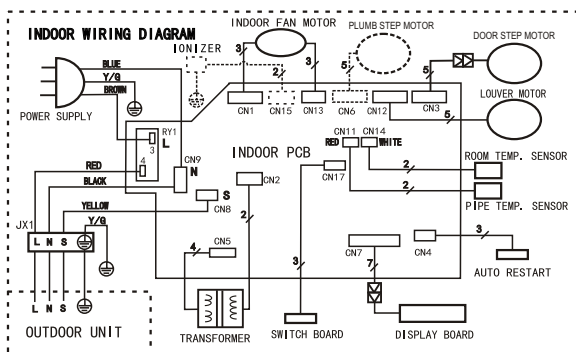 INDOOR WIRING DIAGRAM
INDOOR FAN MOTOR
PLUMB STEP MOTOR
DOOR STEP MOTOR
IONIZER
BLUE
Y/G
BROWN
POWER SUPPLY
3
3
2
5
5
CN1
CN15
CN13
CN6
CN12
CN3
5
LOUVER MOTOR
RY1
L
3
4
RED
CN9
N
BLACK
INDOOR PCB
CN11
CN14
RED
WHITE
2
ROOM TEMP. SENSOR
2
PIPE TEMP. SENSOR
CN17
CN2
2
S
CN8
YELLOW
Y/G
JX1
L N S
4
CN5
3
CN7
7
CN4
3
AUTO RESTART
L N S
OUTDOOR UNIT
TRANSFORMER
SWITCH BOARD
DISPLAY BOARD